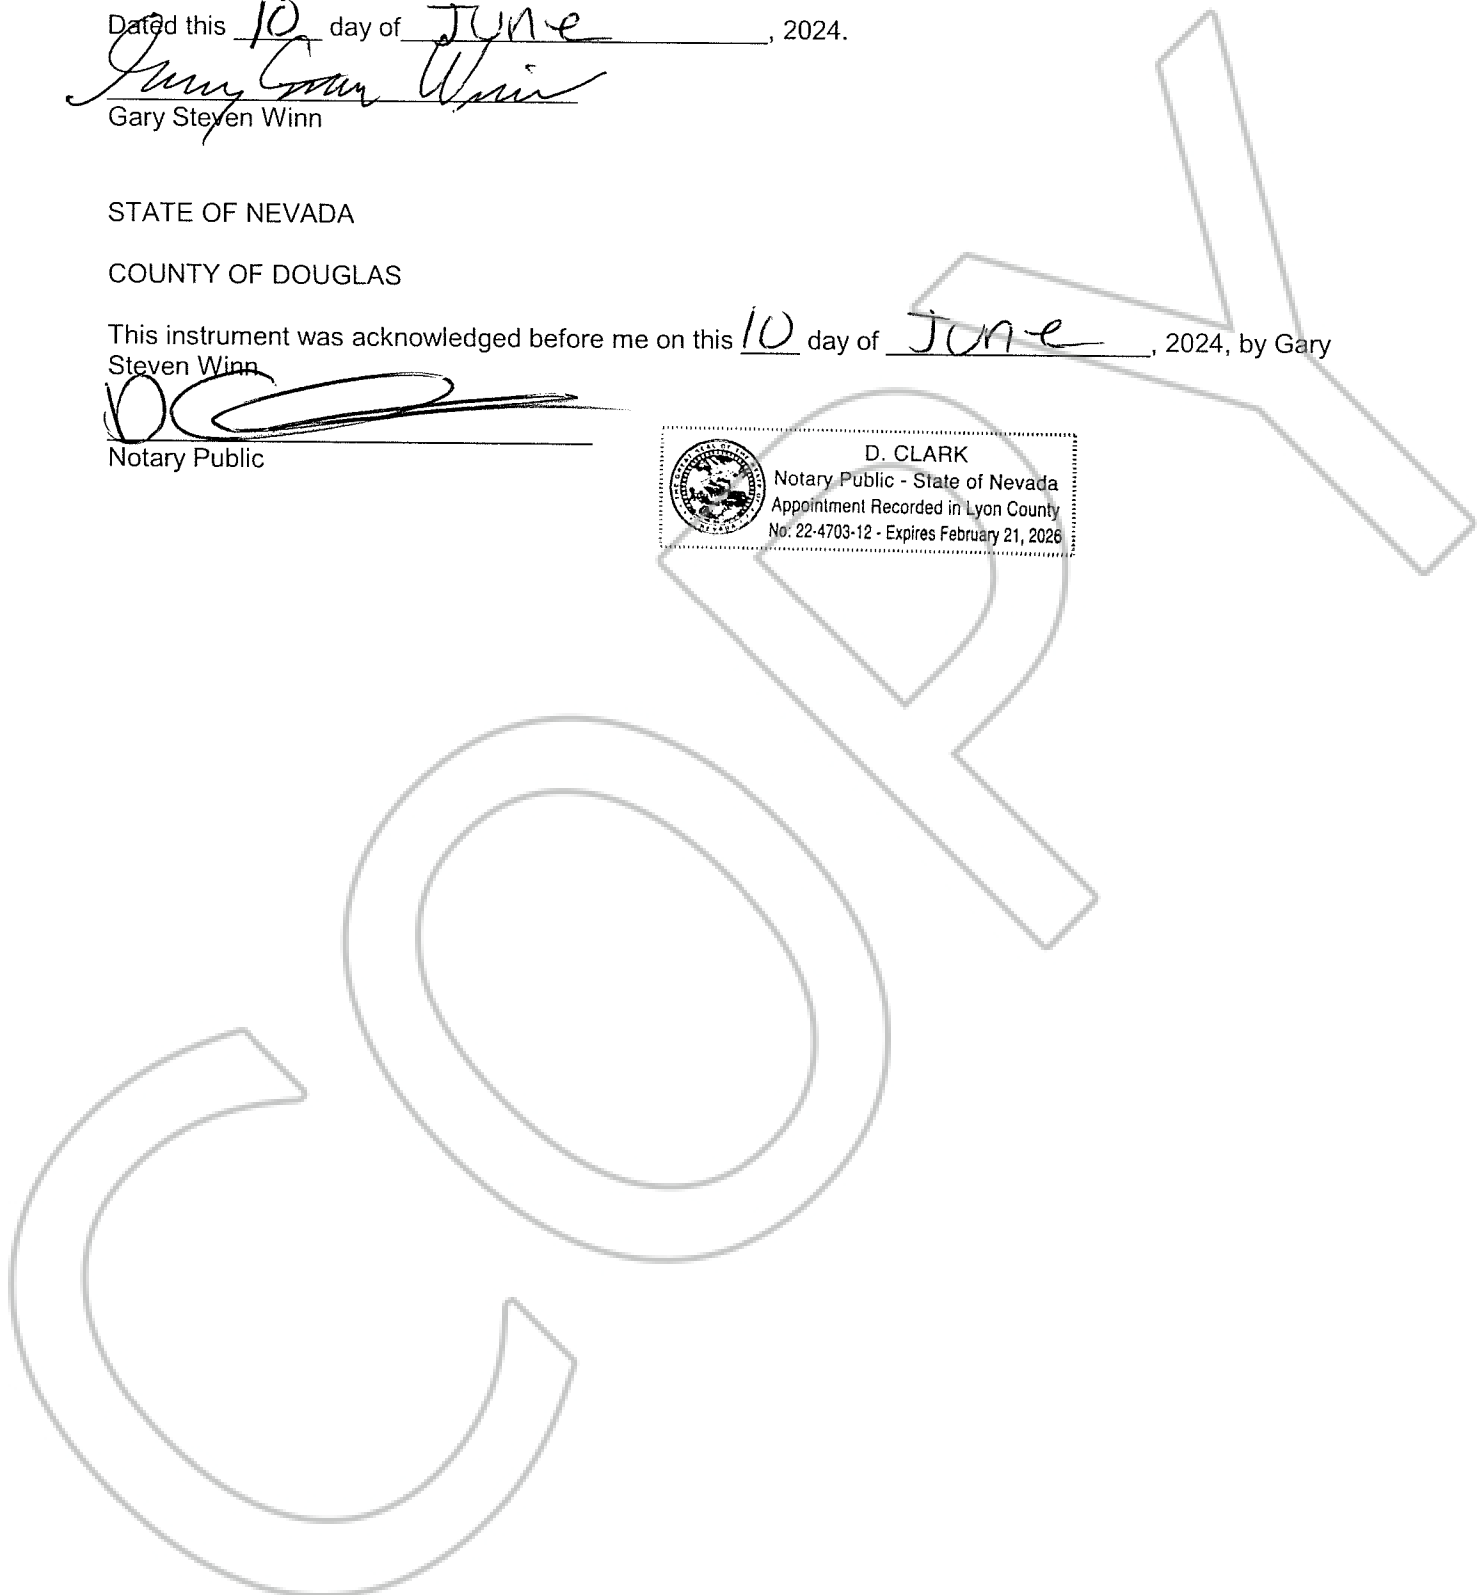 Dated this 10 day of June, 2024.
Gary Steven Winn
STATE OF NEVADA
COUNTY OF DOUGLAS
This instrument was acknowledged before me on this 10 day of June, 2024, by Gary
Steven Winn
Notary Public
D. CLARK
Notary Public - State of Nevada
Appointment Recorded in Lyon County
No: 22-4703-12 - Expires February 21, 2026
COPY